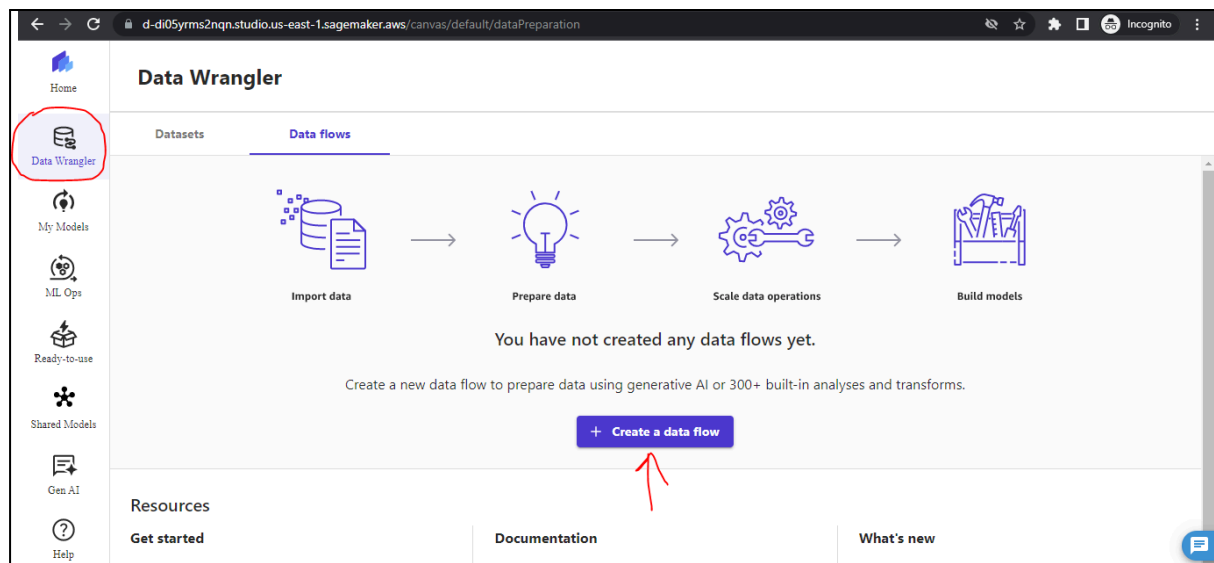 d-di05yrms2nqn.studio.us-east-1.sagemaker.aws/canvas/default/dataPreparation
Incognito
Home
Data Wrangler
Datasets
Data flows
Data Wrangler
My Models
ML Ops
Ready-to-use
Shared Models
Gen AI
Help
Import data
Prepare data
Scale data operations
Build models
You have not created any data flows yet.
Create a new data flow to prepare data using generative AI or 300+ built-in analyses and transforms.
+ Create a data flow
Resources
Get started
Documentation
What's new